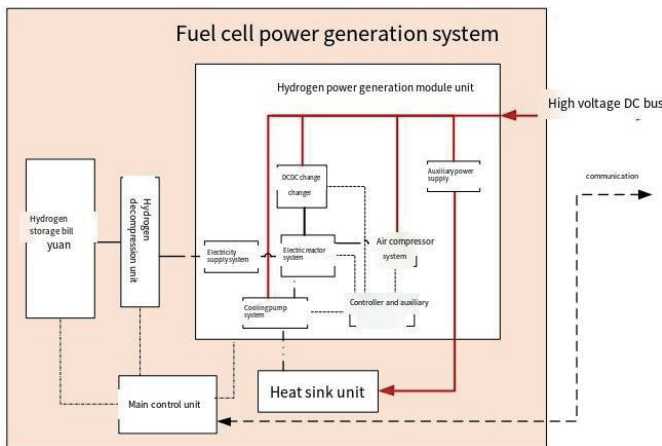 Fuel cell power generation system
Hydrogen power generation module unit
High voltage DC bus
DCDC change
changer
Auxiliary power
supply
communication
Hydrogen
storage bill
yuan
Hydrogen
decompression unit
Electricity
supply system
Electric reactor
system
Air compressor
system
Cooling pump
system
Controller and auxiliary
Main control unit
Heat sink unit